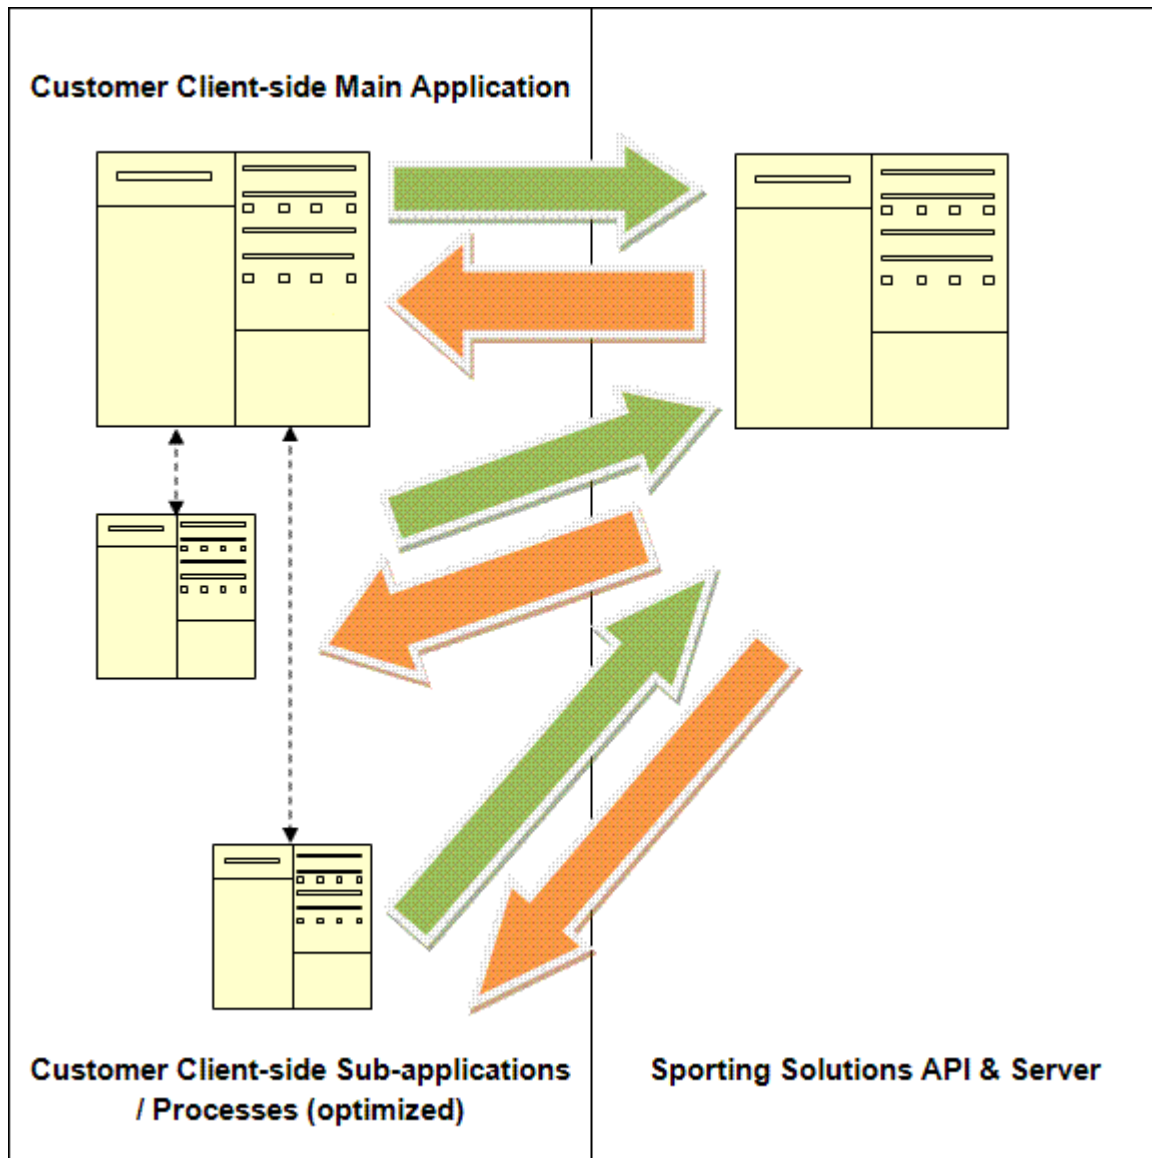 Customer Client-side Main Application
Customer Client-side Sub-applications
/ Processes (optimized)
Sporting Solutions API & Server